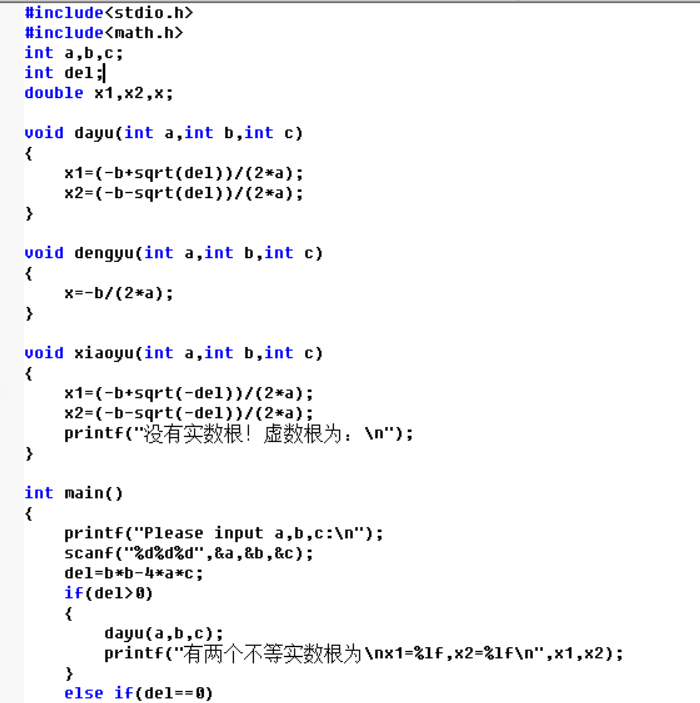 #include<stdio.h>
#include<math.h>
int a,b,c;
int del;
double x1,x2,x;
void dayu(int a,int b,int c)
{
x1=(-b+sqrt(del))/(2*a);
x2=(-b-sqrt(del))/(2*a);
}
void dengyu(int a,int b,int c)
{
x=-b/(2*a);
}
void xiaoyu(int a,int b,int c)
{
x1=(-b+sqrt(-del))/(2*a);
x2=(-b-sqrt(-del))/(2*a);
printf("没有实数根！虚数根为：\n");
}
int main()
{
printf("Please input a,b,c:\n");
scanf("%d%d%d",&a,&b,&c);
del=b*b-4*a*c;
if(del>0)
{
dayu(a,b,c);
printf("有两个不等实数根为\nx1=%lf,x2=%lf\n",x1,x2);
}
else if(del==0)